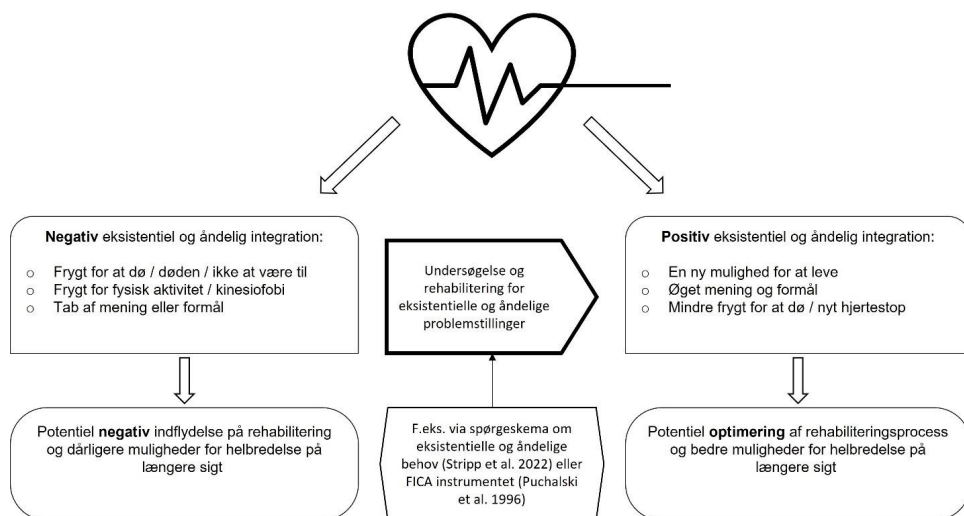 Negativ eksistentiel og åndelig integration:
o Frygt for at dø / døden / ikke at være til
o Frygt for fysisk aktivitet / kinesiofobi
o Tab af mening eller formål
Potentiel negativ indflydelse på rehabilitering
og dårligere muligheder for helbredelse på
længere sigt
Undersøgelse og
rehabilitering for
eksistentielle og åndelige
problemstillinger
F.eks. via spørgeskema om
eksistentielle og åndelige
behov (Stripp et al. 2022) eller
FICA instrumentet (Puchalski
et al. 1996)
Positiv eksistentiel og åndelig integration:
o En ny mulighed for at leve
o Øget mening og formål
o Mindre frygt for at dø / nyt hjertestop
Potentiel optimering af rehabiliteringsprocess
og bedre muligheder for helbredelse på
længere sigt